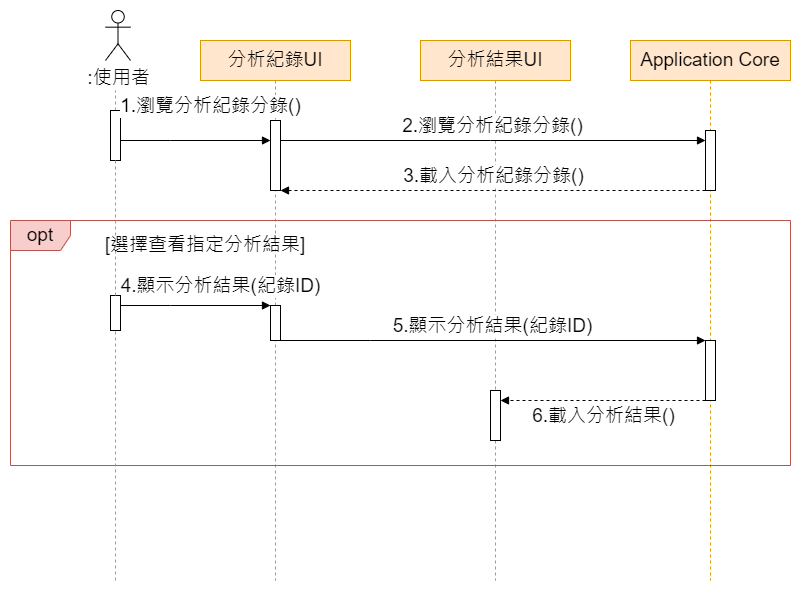 :使用者
分析紀錄UI
分析結果UI
Application Core
1.瀏覽分析紀錄分錄()
2.瀏覽分析紀錄分錄()
3.載入分析紀錄分錄()
opt
[選擇查看指定分析結果]
4.顯示分析結果(紀錄ID)
5.顯示分析結果(紀錄ID)
6.載入分析結果()